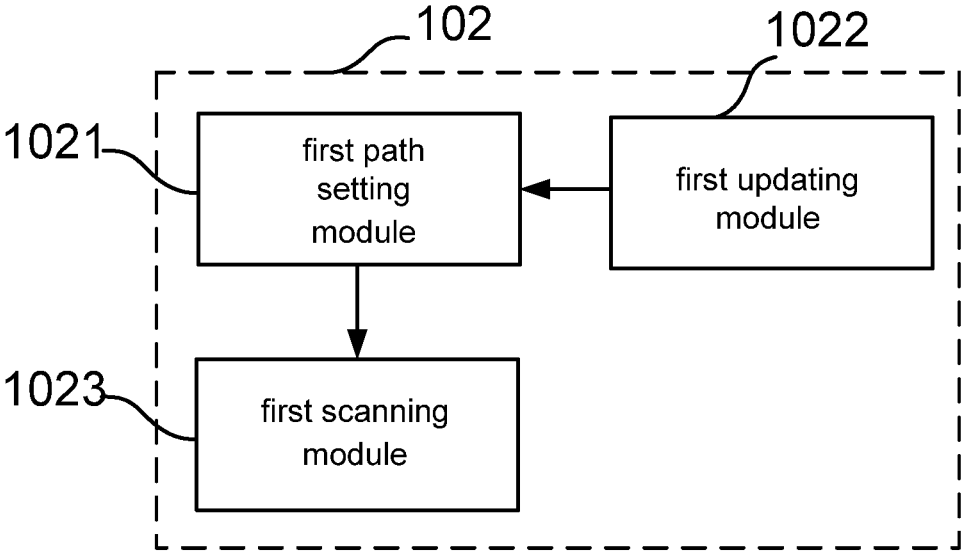 102
1022
1021
first path
setting
module
first updating
module
1023
first scanning
module